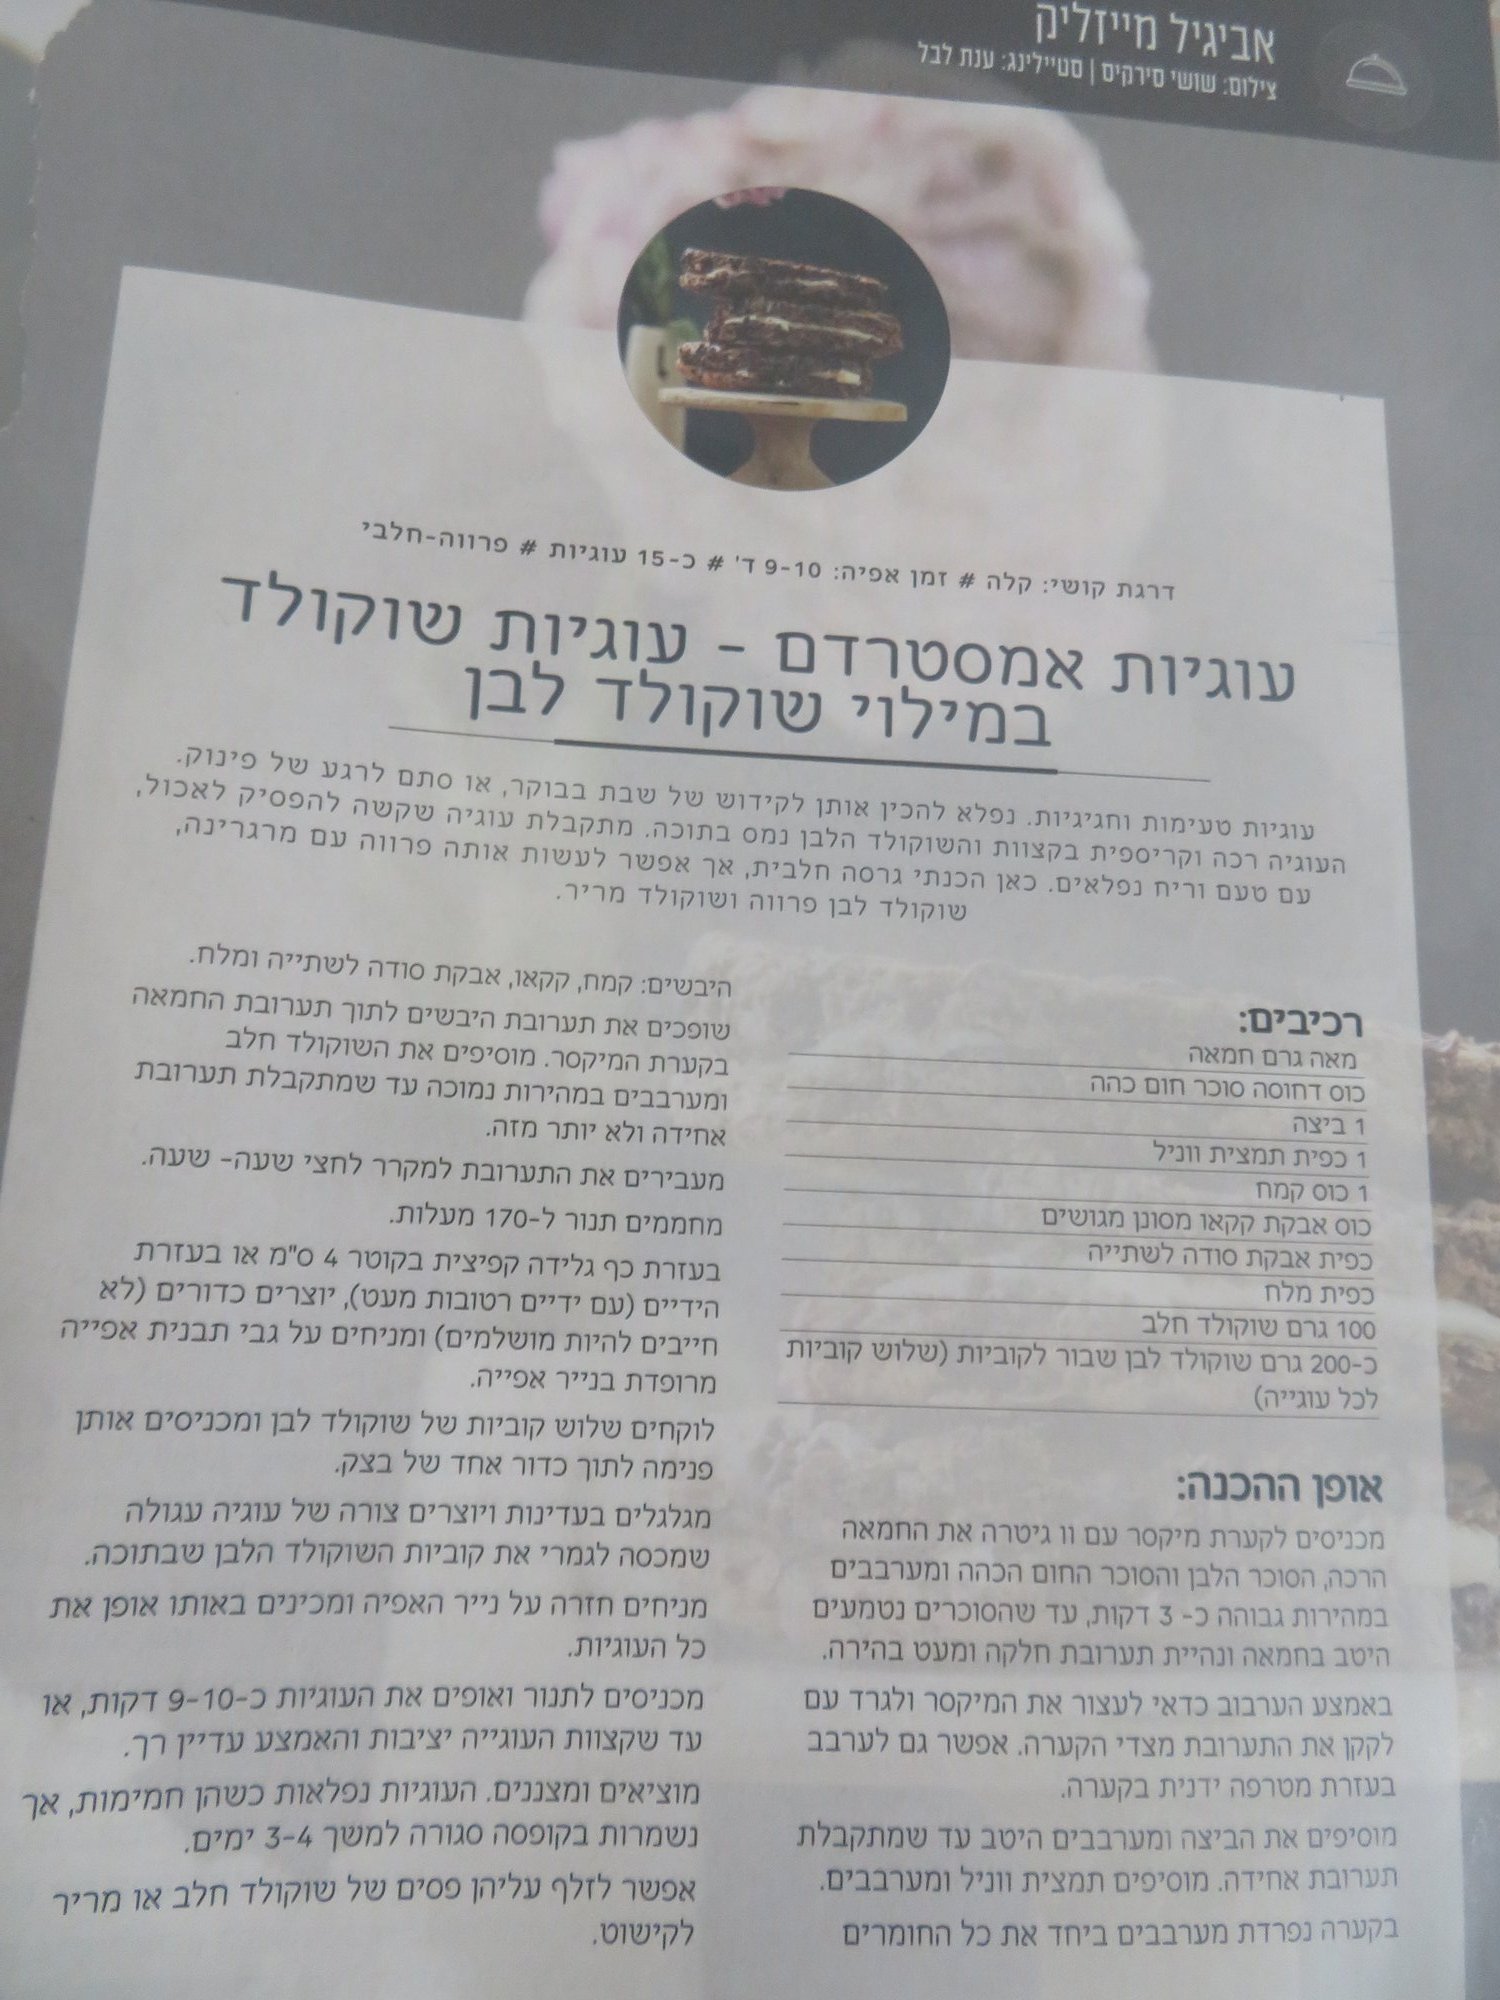 אביגיל מייזליק
צילום: שושי סירקיס | סטיילינג: ענת לבל
דרגת קושי: קלה # זמן אפיה: 9-10 ד' # כ-15 עוגיות # פרווה-חלבי
עוגיות אמסטרדם - עוגיות שוקולד
במילוי שוקולד לבן
עוגיות טעימות וחגיגיות. נפלא להכין אותן לקידוש של שבת בבוקר, או סתם לרגע של פינוק.
העוגיה רכה וקריספית בקצוות והשוקולד הלבן נמס בתוכה. מתקבלת עוגיה שקשה להפסיק לאכול,
עם טעם וריח נפלאים. כאן הכנתי גרסה חלבית, אך אפשר לעשות אותה פרווה עם מרגרינה,
שוקולד לבן פרווה ושוקולד מריר.
רכיבים:
מאה גרם חמאה
כוס דחוסה סוכר חום כהה
1 ביצה
1 כפית תמצית ווניל
1 כוס קמח
כוס אבקת קקאו מסונן מגושים
כפית אבקת סודה לשתייה
כפית מלח
100 גרם שוקולד חלב
כ-200 גרם שוקולד לבן שבור לקוביות (שלוש קוביות
לכל עוגייה)
אופן ההכנה:
מכניסים לקערת מיקסר עם וו גיטרה את החמאה
הרכה, הסוכר הלבן והסוכר החום הכהה ומערבבים
במהירות גבוהה כ- 3 דקות, עד שהסוכרים נטמעים
היטב בחמאה ונהיית תערובת חלקה ומעט בהירה.
באמצע הערבוב כדאי לעצור את המיקסר ולגרד עם
לקקן את התערובת מצדי הקערה. אפשר גם לערבב
בעזרת מטרפה ידנית בקערה.
מוסיפים את הביצה ומערבבים היטב עד שמתקבלת
תערובת אחידה. מוסיפים תמצית ווניל ומערבבים.
בקערה נפרדת מערבבים ביחד את כל החומרים
היבשים: קמח, קקאו, אבקת סודה לשתייה ומלח.
שופכים את תערובת היבשים לתוך תערובת החמאה
בקערת המיקסר. מוסיפים את השוקולד חלב
ומערבבים במהירות נמוכה עד שמתקבלת תערובת
אחידה ולא יותר מזה.
מעבירים את התערובת למקרר לחצי שעה- שעה.
מחממים תנור ל-170 מעלות.
בעזרת כף גלידה קפיצית בקוטר 4 ס"מ או בעזרת
הידיים (עם ידיים רטובות מעט), יוצרים כדורים (לא
חייבים להיות מושלמים) ומניחים על גבי תבנית אפייה
מרופדת בנייר אפייה.
לוקחים שלוש קוביות של שוקולד לבן ומכניסים אותן
פנימה לתוך כדור אחד של בצק.
מגלגלים בעדינות ויוצרים צורה של עוגיה עגולה
שמכסה לגמרי את קוביות השוקולד הלבן שבתוכה.
מניחים חזרה על נייר האפיה ומכינים באותו אופן את
כל העוגיות.
מכניסים לתנור ואופים את העוגיות כ-9-10 דקות, או
עד שקצוות העוגייה יציבות והאמצע עדיין רך.
מוציאים ומצננים. העוגיות נפלאות כשהן חמימות, אך
נשמרות בקופסה סגורה למשך 3-4 ימים.
אפשר לזלף עליהן פסים של שוקולד חלב או מריר
לקישוט.